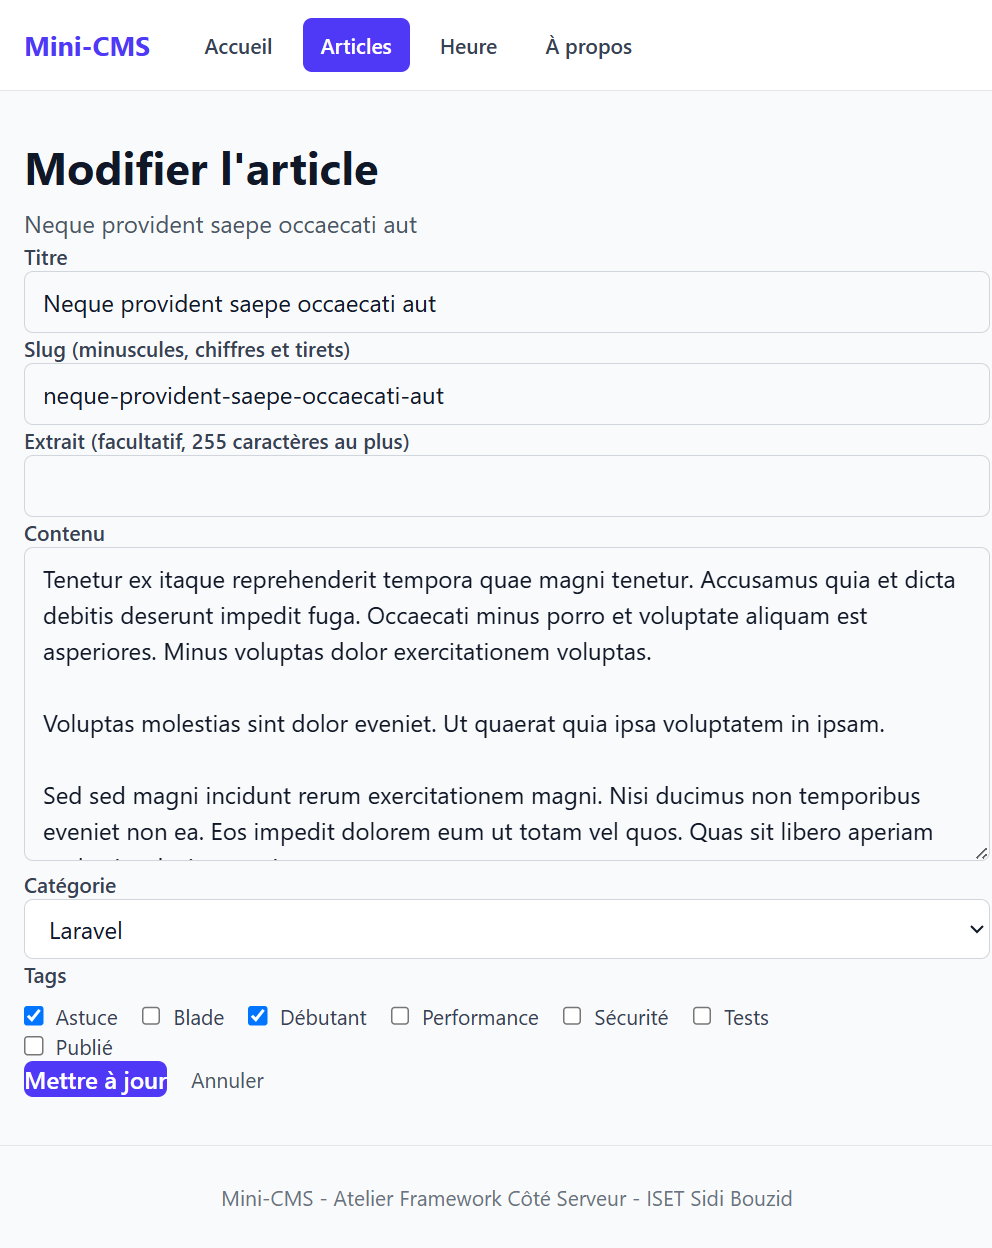 Mini-CMS Accueil Articles Heure À propos
Modifier l'article
Neque provident saepe occaecati aut
Titre
Neque provident saepe occaecati aut
Slug (minuscules, chiffres et tirets)
neque-provident-saepe-occaecati-aut
Extrait (facultatif, 255 caractères au plus)
Contenu
Tenetur ex itaque reprehenderit tempora quae magni tenetur. Accusamus quia et dicta
debitis deserunt impedit fuga. Occaecati minus porro et voluptate aliquam est
asperiores. Minus voluptas dolor exercitationem voluptas.
Voluptas molestias sint dolor eveniet. Ut quaerat quia ipsa voluptatem in ipsam.
Sed sed magni incidunt rerum exercitationem magni. Nisi ducimus non temporibus
eveniet non ea. Eos impedit dolorem eum ut totam vel quos. Quas sit libero aperiam
Catégorie
Laravel
Tags
Astuce Blade Débutant Performance Sécurité Tests
Publié
Mettre à jour Annuler
Mini-CMS - Atelier Framework Côté Serveur - ISET Sidi Bouzid